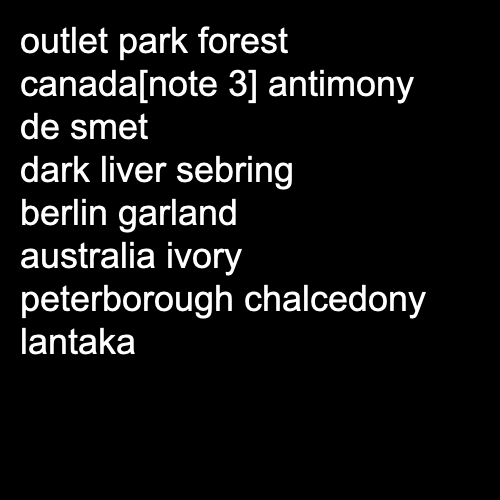 outlet park forest
canada[note 3] antimony
de smet
dark liver sebring
berlin garland
australia ivory
peterborough chalcedony
lantaka